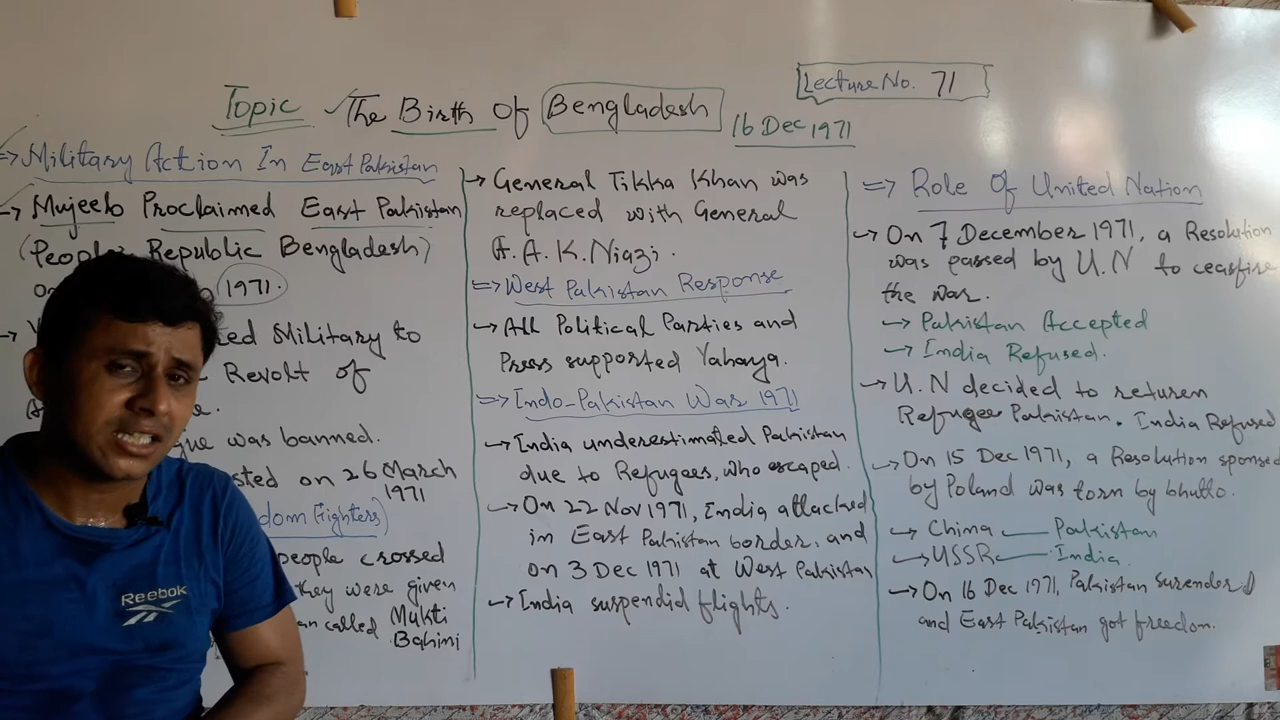 Lecture No. 71
Topic The Birth of Bengladesh
16 Dec 1971
=> Military Action In East Pakistan
-> Mujeeb Proclaimed East Pakistan
(People's Republic Bengladesh)
1971.
Military to
Revolt of
was banned.
on 26 March
1971
Fighters)
people crossed
they were given
called Mukti
Bahini
-> General Tikka Khan was
replaced with General
A. A. K. Niazi.
=> West Pakistan Response
-> All Political Parties and
Press supported Yahaya.
=> Indo-Pakistan War 1971
-> India underestimated Pakistan
due to Refugees, who escaped.
-> On 22 Nov 1971, India attacked
in East Pakistan border, and
on 3 Dec 1971 at West Pakistan
-> India suspendid flights.
=> Role Of United Nation
-> On 7 December 1971, a Resolution
was passed by U.N to ceasfire
the war.
-> Pakistan Accepted
-> India Refused.
-> U.N decided to returen
Refugee Pakistan. India Refused
-> On 15 Dec 1971, a Resolution sponsed
by Poland was torn by bhutto.
-> China — Pakistan
-> USSR — India
-> On 16 Dec 1971, Pakistan surenderd
and East Pakistan got freedom.
Reebok